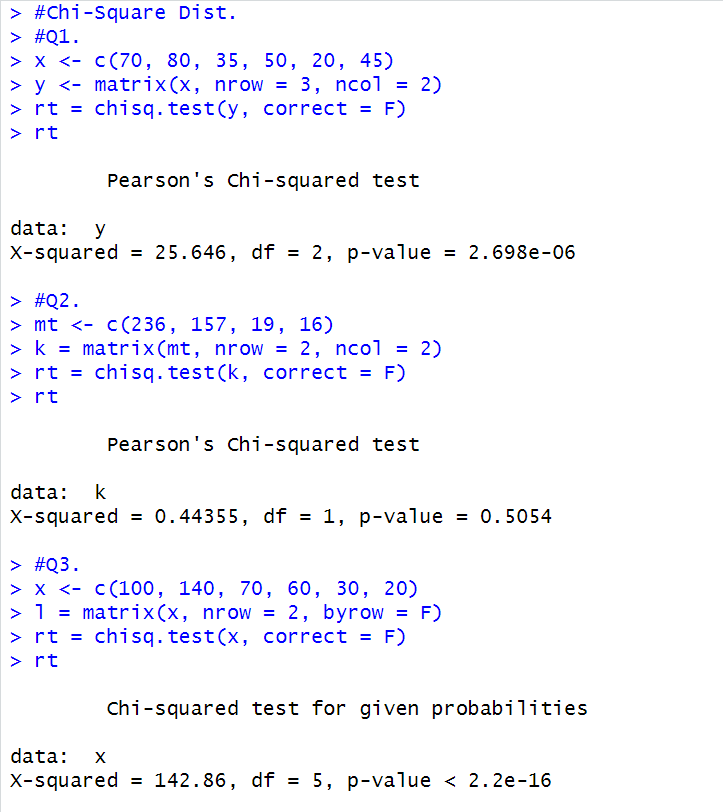 > #Chi-Square Dist.
> #Q1.
> x <- c(70, 80, 35, 50, 20, 45)
> y <- matrix(x, nrow = 3, ncol = 2)
> rt = chisq.test(y, correct = F)
> rt
Pearson's Chi-squared test
data:  y
X-squared = 25.646, df = 2, p-value = 2.698e-06
> #Q2.
> mt <- c(236, 157, 19, 16)
> k = matrix(mt, nrow = 2, ncol = 2)
> rt = chisq.test(k, correct = F)
> rt
Pearson's Chi-squared test
data:  k
X-squared = 0.44355, df = 1, p-value = 0.5054
> #Q3.
> x <- c(100, 140, 70, 60, 30, 20)
> l = matrix(x, nrow = 2, byrow = F)
> rt = chisq.test(x, correct = F)
> rt
Chi-squared test for given probabilities
data:  x
X-squared = 142.86, df = 5, p-value < 2.2e-16